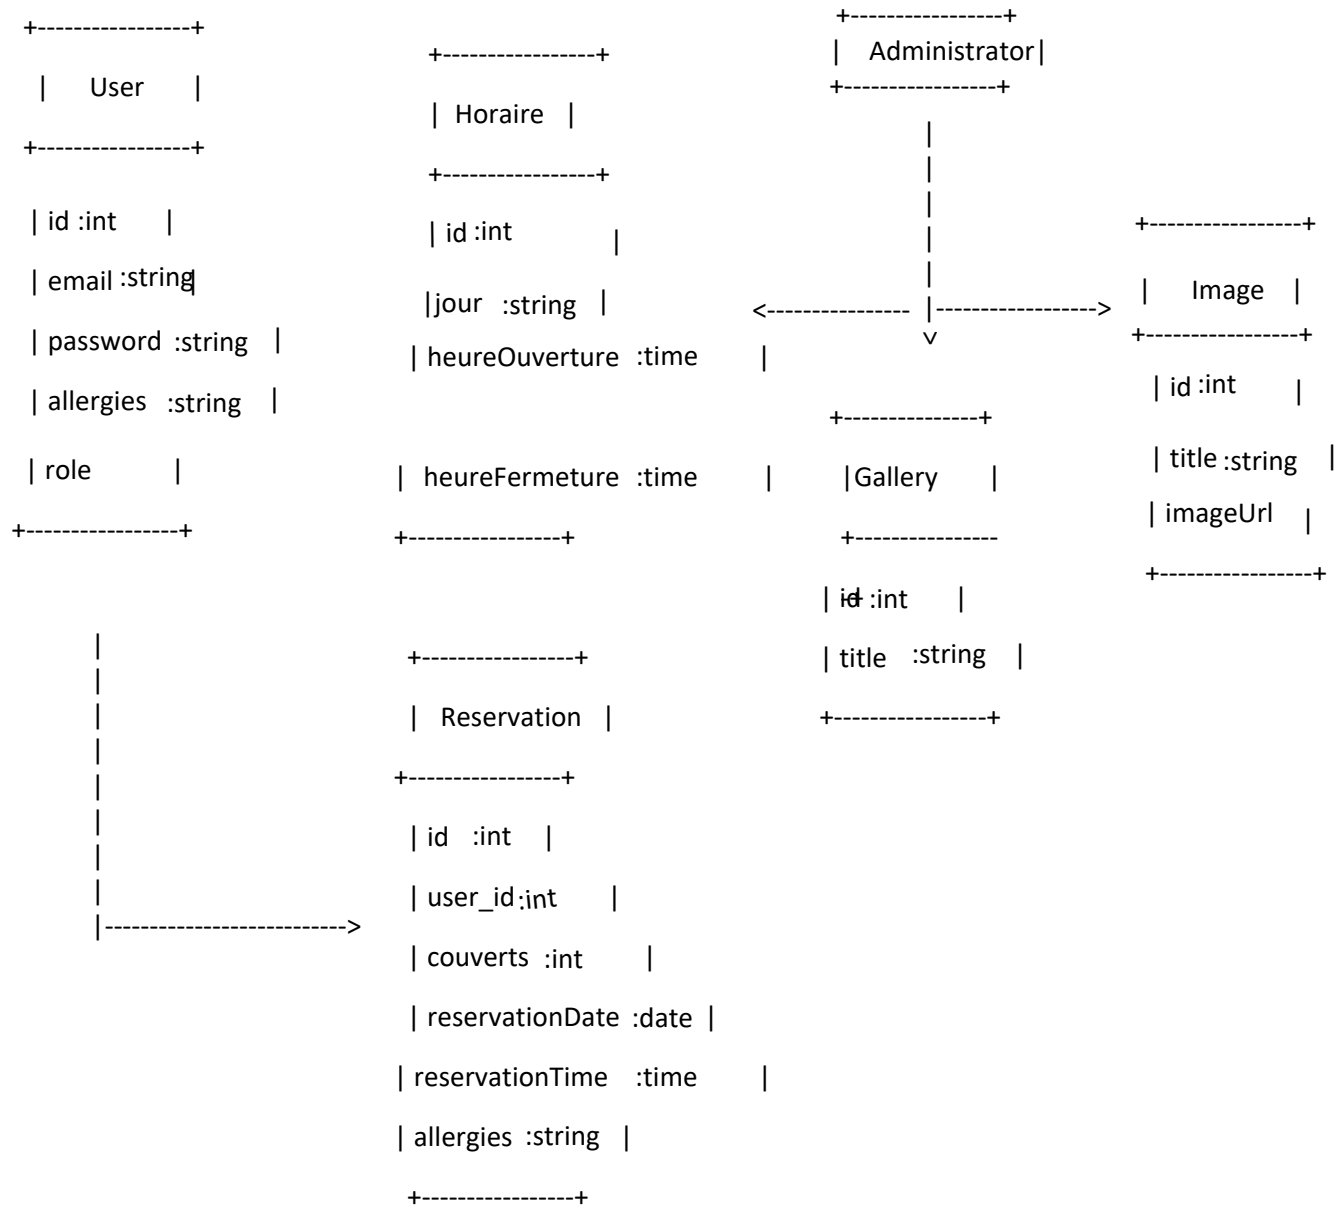 +-----------------+
|      User       |
+-----------------+
| id :int       |
| email :string|
| password :string    |
| allergies :string    |
| role            |
+-----------------+
+-----------------+
| Horaire   |
+-----------------+
| id :int            |
|jour :string   |
| heureOuverture :time        |
| heureFermeture :time        |
+-----------------+
+-----------------+
|    Administrator|
+-----------------+
|
|
|
|
|
<---------------- |------------------>
v
+---------------+
|Gallery       |
+----------------
-+
| id :int       |
| title :string    |
+-----------------+
+-----------------+
|      Image    |
+-----------------+
| id :int       |
| title :string    |
| imageUrl    |
+-----------------+
|
|
|
|
|
|
|
|
|--------------------------->
+-----------------+
|   Reservation   |
+-----------------+
| id :int    |
| user_id :int       |
| couverts :int        |
| reservationDate :date |
| reservationTime :time        |
| allergies :string   |
+-----------------+